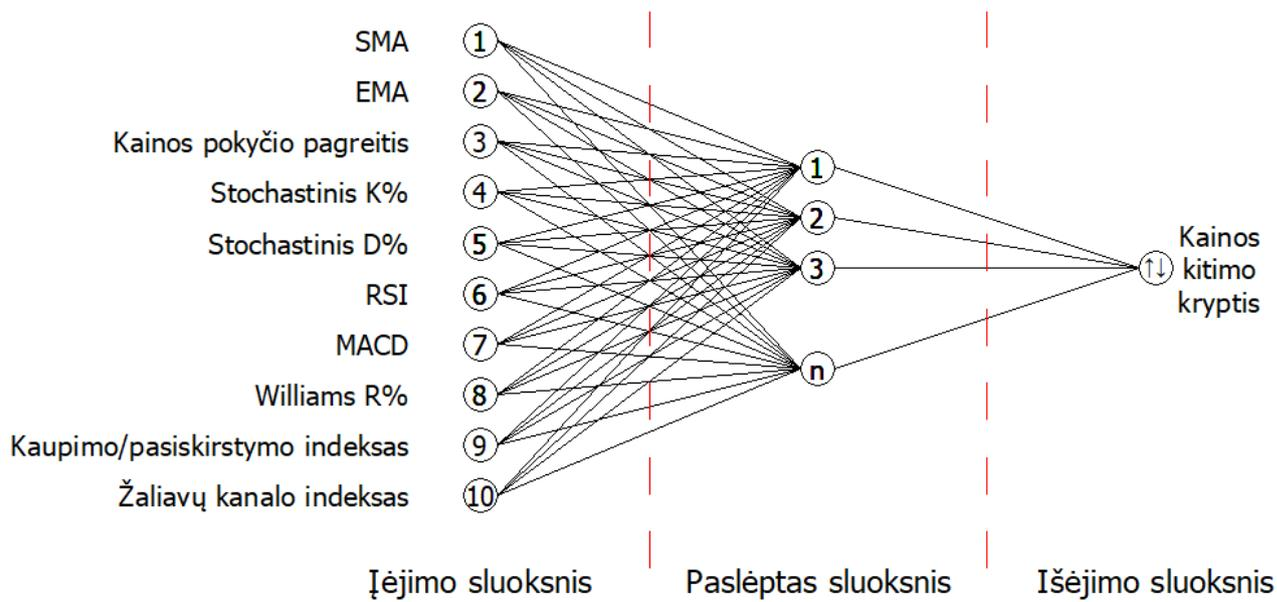 SMA 1
EMA 2
Kainos pokyčio pagreitis 3
Stochastinis K% 4
Stochastinis D% 5
RSI 6
MACD 7
Williams R% 8
Kaupimo/pasiskirstymo indeksas 9
Žaliavų kanalo indeksas 10
1
2
3
n
↑↓
Kainos
kitimo
kryptis
Įėjimo sluoksnis
Paslėptas sluoksnis
Išėjimo sluoksnis